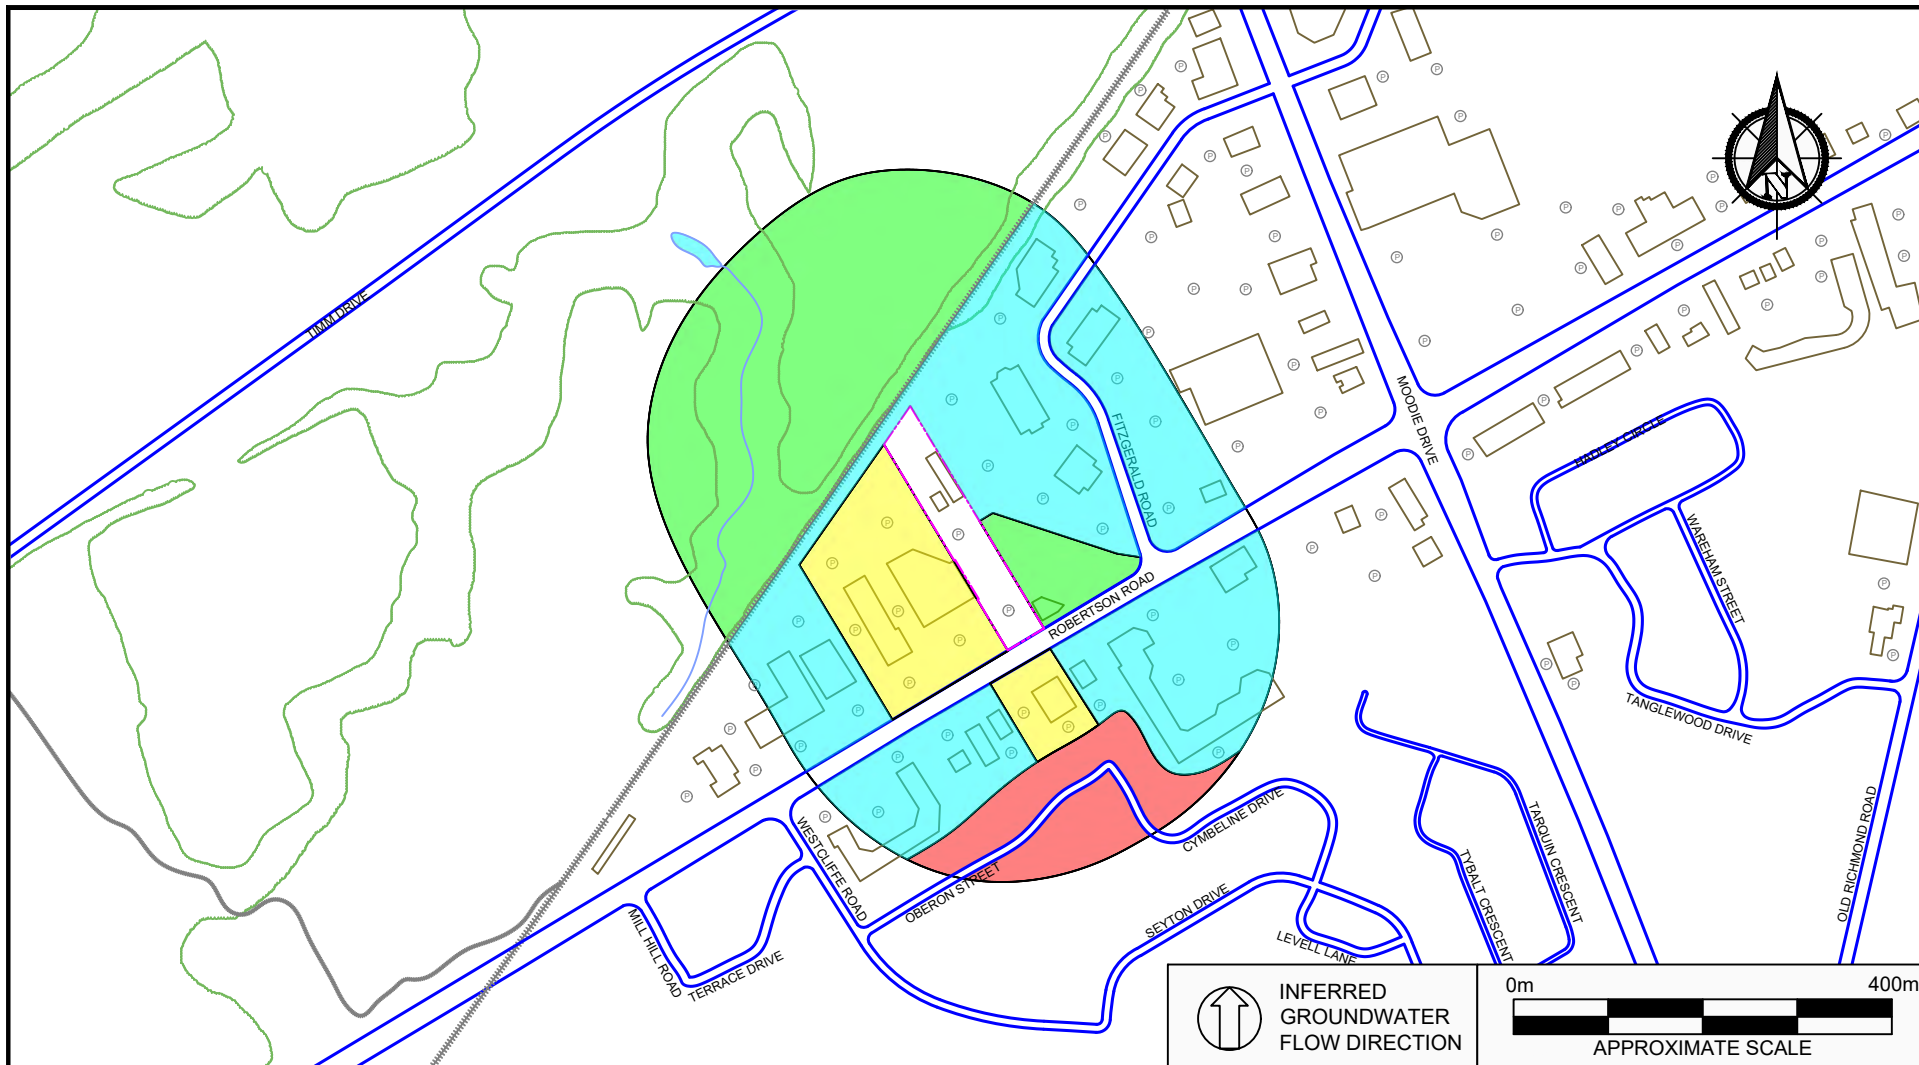 TIMM DRIVE
MOODIE DRIVE
FITZGERALD ROAD
ROBERTSON ROAD
HADLEY CIRCLE
WAREHAM STREET
TANGLEWOOD DRIVE
OLD RICHMOND ROAD
TARQUIN CRESCENT
TYBALT CRESCENT
CYMBELINE DRIVE
OBERON STREET
WESTCLIFFE ROAD
SEYTON DRIVE
LEVELL LANE
MILL HILL ROAD
TERRACE DRIVE
N
INFERRED
GROUNDWATER
FLOW DIRECTION
0m 400m
APPROXIMATE SCALE